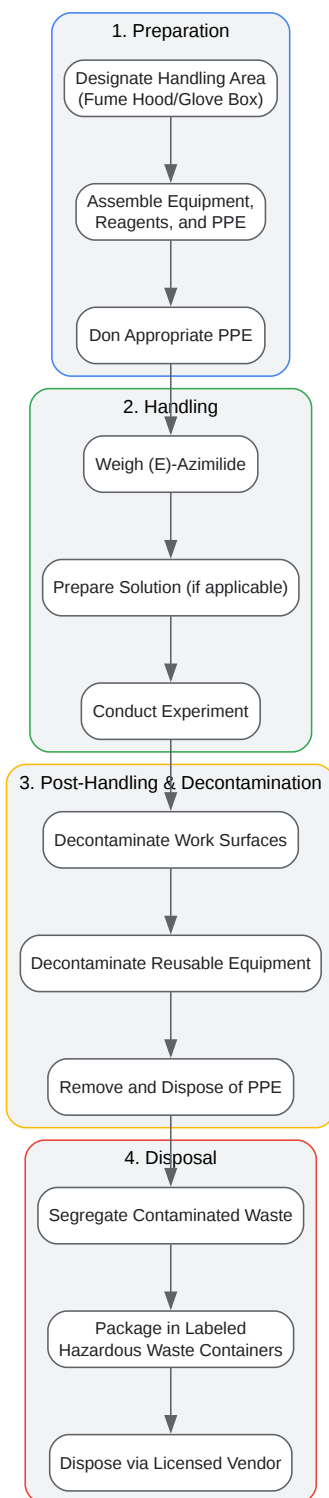 1. Preparation
Designate Handling Area
(Fume Hood/Glove Box)
Assemble Equipment,
Reagents, and PPE
Don Appropriate PPE
2. Handling
Weigh (E)-Azimilide
Prepare Solution (if applicable)
Conduct Experiment
3. Post-Handling & Decontamination
Decontaminate Work Surfaces
Decontaminate Reusable Equipment
Remove and Dispose of PPE
4. Disposal
Segregate Contaminated Waste
Package in Labeled
Hazardous Waste Containers
Dispose via Licensed Vendor